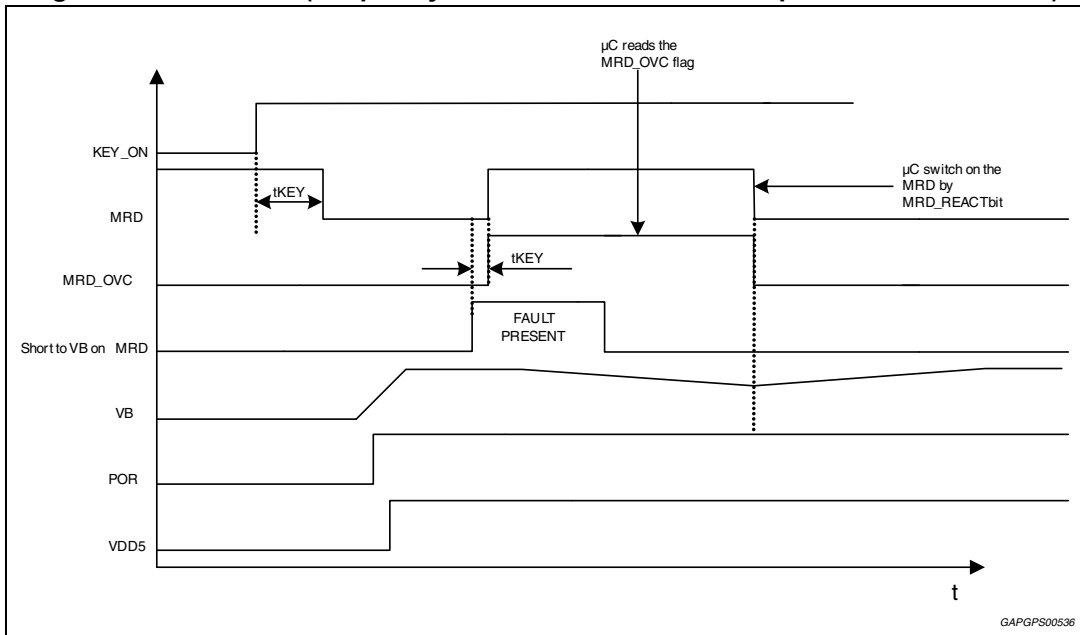 µC reads the
MRD_OVC flag
KEY_ON
µC switch on the
MRD by
MRD_REACTbit
tKEY
MRD
tKEY
MRD_OVC
FAULT
PRESENT
Short to VB on MRD
VB
POR
VDD5
t
GAPGPS00536